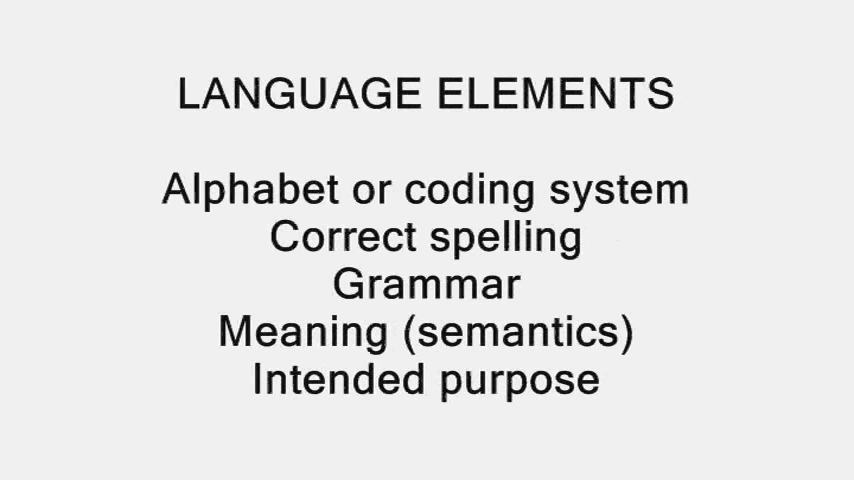 LANGUAGE ELEMENTS
Alphabet or coding system
Correct spelling
Grammar
Meaning (semantics)
Intended purpose